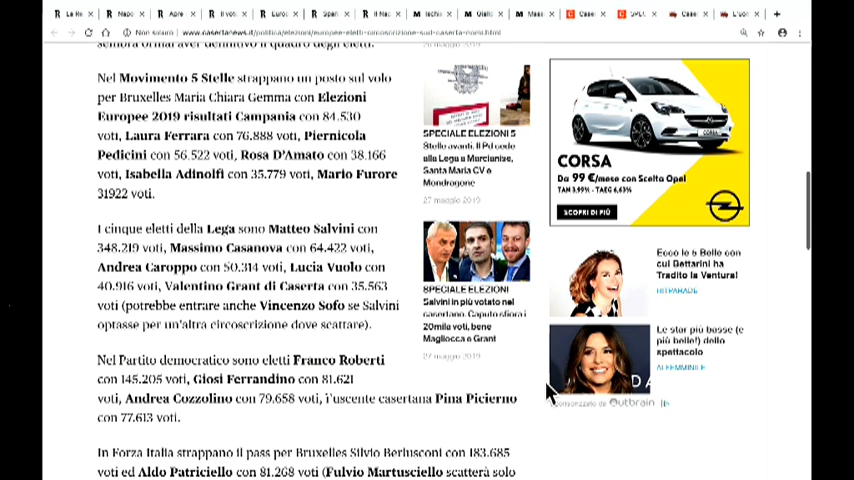 Non sicuro | www.casertanews.it/politica/elezioni/europee-eletti-circoscrizione-sud-caserta-nomi.html
sembra ormai aver definitivo il quadro degli eletti.
Nel Movimento 5 Stelle strappano un posto sul volo
per Bruxelles Maria Chiara Gemma con Elezioni
Europee 2019 risultati Campania con 84.530
voti, Laura Ferrara con 76.888 voti, Piernicola
Pedicini con 56.522 voti, Rosa D'Amato con 38.166
voti, Isabella Adinolfi con 35.779, Mario Furore
31922 voti.
I cinque eletti della Lega sono Matteo Salvini con
348.219 voti, Massimo Casanova con 64.422 voti,
Andrea Caroppo con 50.314 voti, Lucia Vuolo con
40.916 voti, Valentino Grant di Caserta con 35.563
voti (potrebbe entrare anche Vincenzo Sofo se Salvini
optasse per un'altra circoscrizione dove scattare).
Nel Partito democratico sono eletti Franco Roberti
con 145.205 voti, Giosi Ferrandino con 81.621
voti, Andrea Cozzolino con 79.658 voti, l'uscente casertana Pina Picierno
con 77.613 voti.
In Forza Italia strappano il pass per Bruxelles Silvio Berlusconi con 183.685
voti ed Aldo Patriciello con 81.268 voti (Fulvio Martusciello scatterà solo
SPECIALE ELEZIONI 5
Stelle avanti, il Pd cede
alla Lega a Marcianise,
Santa Maria CV e
Mondragone
27 maggio 2019
SPECIALE ELEZIONI
Salvini in più votato nel
casertano. Caputo sfiora i
20mila voti, bene
Magliocca e Grant
27 maggio 2019
CORSA
Da 99 €/mese con Scelta Opel
TAN 3,99% - TAEG 6,63%
SCOPRI DI PIÙ
Ecco le 5 Belle con
cui Bettarini ha
Tradito la Ventura!
HITPARADE
Le star più basse (e
più belle!) dello
spettacolo
ALFEMMINILE
Sponsorizzato da Outbrain